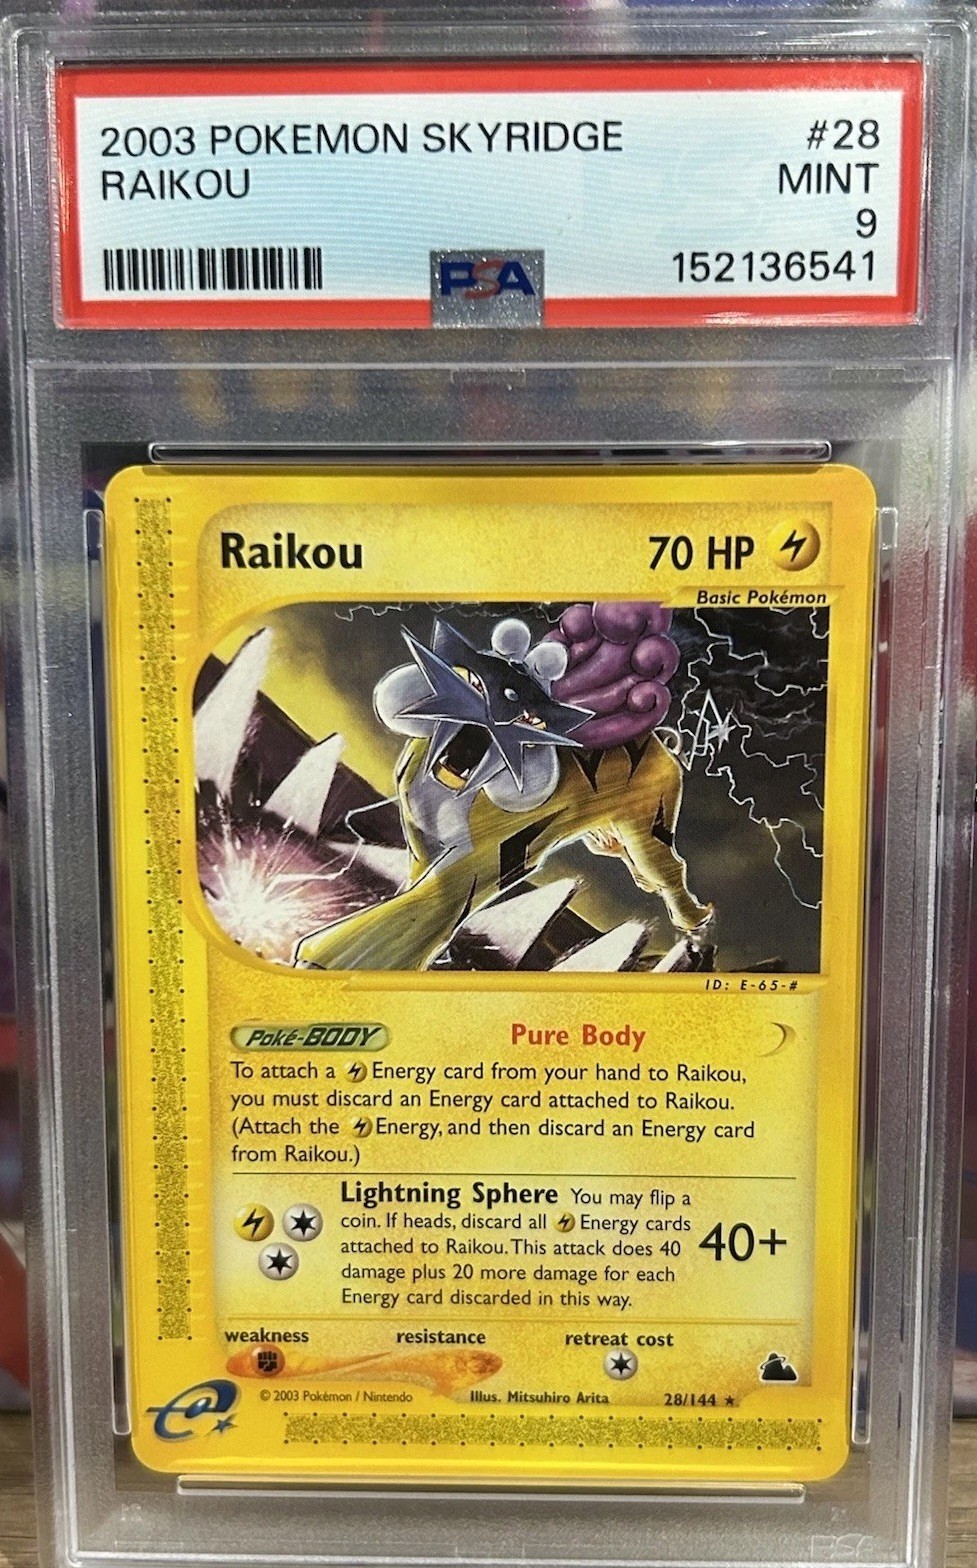 2003 POKEMON SKYRIDGE #28
RAIKOU MINT
9
PSA 152136541
Raikou 70 HP
Basic Pokémon
ID: E-65-#
Poké-BODY Pure Body
To attach a Energy card from your hand to Raikou,
you must discard an Energy card attached to Raikou.
(Attach the Energy, and then discard an Energy card
from Raikou.)
Lightning Sphere You may flip a
coin. If heads, discard all Energy cards
attached to Raikou. This attack does 40
damage plus 20 more damage for each
Energy card discarded in this way.
40+
weakness resistance retreat cost
© 2003 Pokémon / Nintendo Illus. Mitsuhiro Arita 28/144 ★
e
PSA